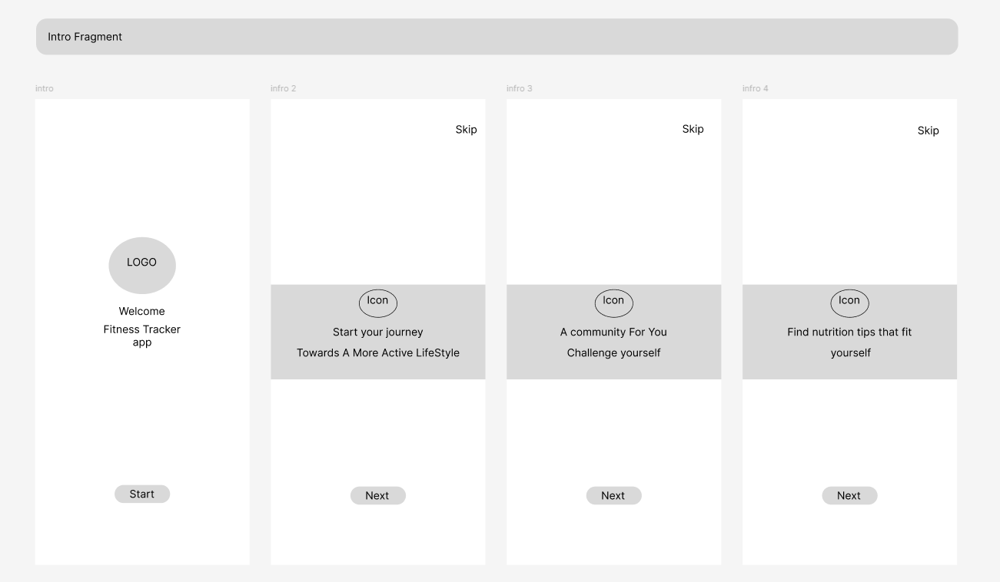 Intro Fragment
intro
infro 2
infro 3
infro 4
Skip
Skip
Skip
LOGO
Welcome
Fitness Tracker
app
Start
Icon
Start your journey
Towards A More Active LifeStyle
Next
Icon
A community For You
Challenge yourself
Next
Icon
Find nutrition tips that fit
yourself
Next